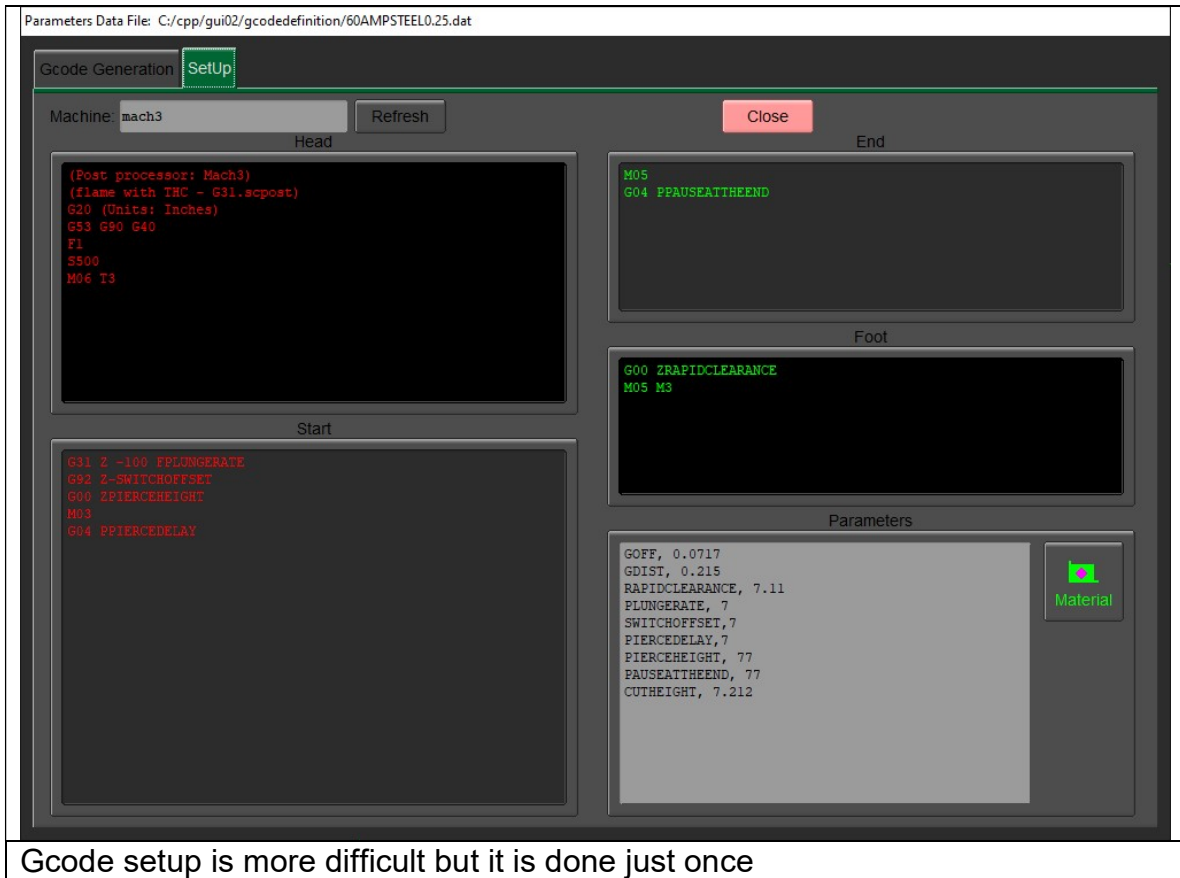 Parameters Data File: C:/cpp/gui02/gcodedefinition/60AMPSTEEL0.25.dat
Gcode Generation SetUp
Machine: mach3 Refresh Close
Head
(Post processor: Mach3)
(flame with THC - G31.scpost)
G20 (Units: Inches)
G53 G90 G40
F1
S500
M06 T3
Start
G31 Z -100 FPLUNGERATE
G92 Z-SWITCHOFFSET
G00 ZPIERCEHEIGHT
M03
G04 PPIERCEDELAY
End
M05
G04 PPAUSEATTHEEND
Foot
G00 ZRAPIDCLEARANCE
M05 M3
Parameters
GOFF, 0.0717
GDIST, 0.215
RAPIDCLEARANCE, 7.11
PLUNGERATE, 7
SWITCHOFFSET,7
PIERCEDELAY,7
PIERCEHEIGHT, 77
PAUSEATTHEEND, 77
CUTHEIGHT, 7.212
Material
Gcode setup is more difficult but it is done just once